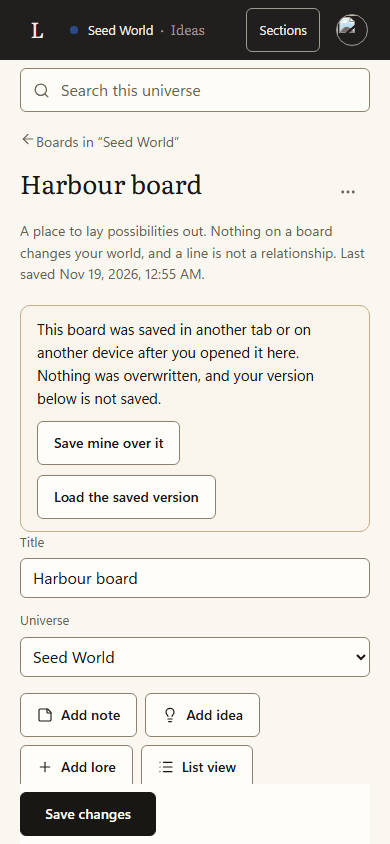 L Seed World · Ideas Sections
Search this universe
Boards in “Seed World”
Harbour board
...
A place to lay possibilities out. Nothing on a board
changes your world, and a line is not a relationship. Last
saved Nov 19, 2026, 12:55 AM.
This board was saved in another tab or on
another device after you opened it here.
Nothing was overwritten, and your version
below is not saved.
Save mine over it
Load the saved version
Title
Harbour board
Universe
Seed World
Add note Add idea
Add lore List view
Save changes